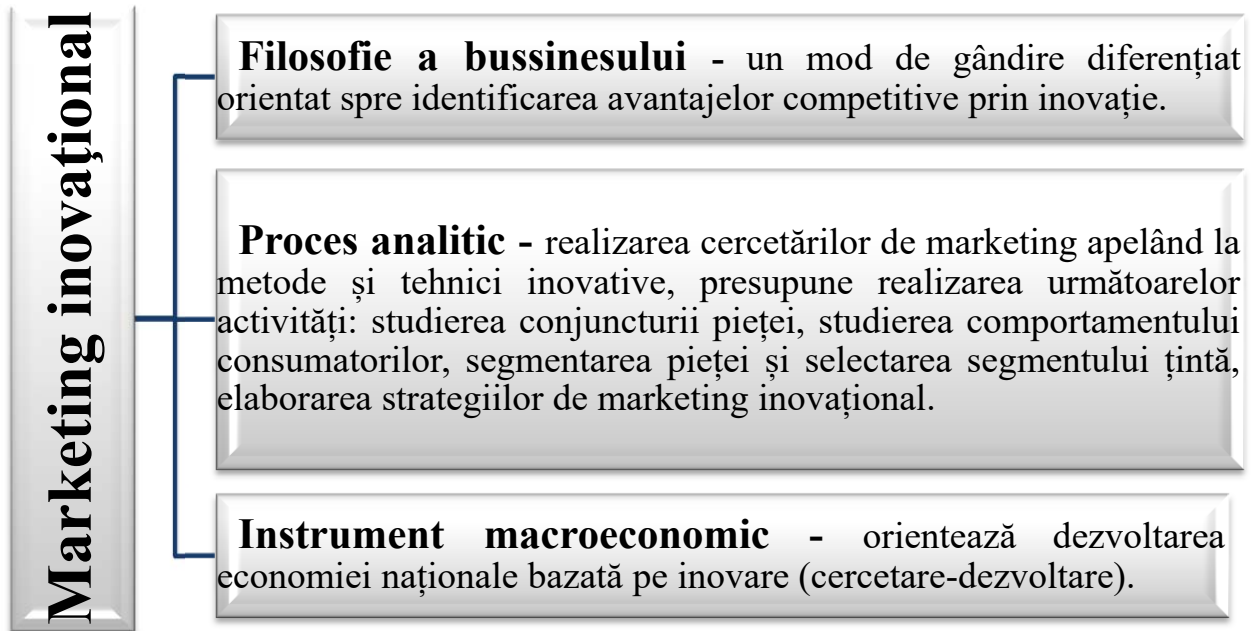 Marketing inovaţional
Filosofie a bussinesului - un mod de gândire diferențiat
orientat spre identificarea avantajelor competitive prin inovație.
Proces analitic - realizarea cercetărilor de marketing apelând la
metode și tehnici inovative, presupune realizarea următoarelor
activități: studierea conjuncturii pieței, studierea comportamentului
consumatorilor, segmentarea pieței și selectarea segmentului țintă,
elaborarea strategiilor de marketing inovațional.
Instrument macroeconomic - orientează dezvoltarea
economiei naționale bazată pe inovare (cercetare-dezvoltare).